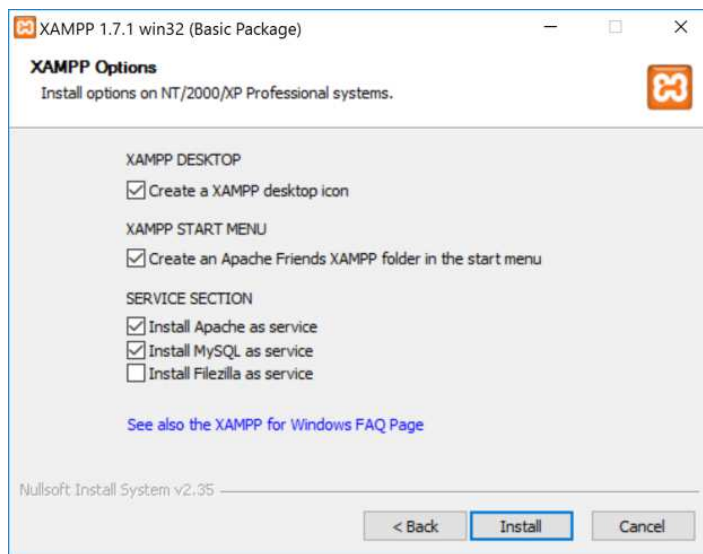 XAMPP 1.7.1 win32 (Basic Package)
XAMPP Options
Install options on NT/2000/XP Professional systems.
XAMPP DESKTOP
Create a XAMPP desktop icon
XAMPP START MENU
Create an Apache Friends XAMPP folder in the start menu
SERVICE SECTION
Install Apache as service
Install MySQL as service
Install Filezilla as service
See also the XAMPP for Windows FAQ Page
Nullsoft Install System v2.35
< Back
Install
Cancel